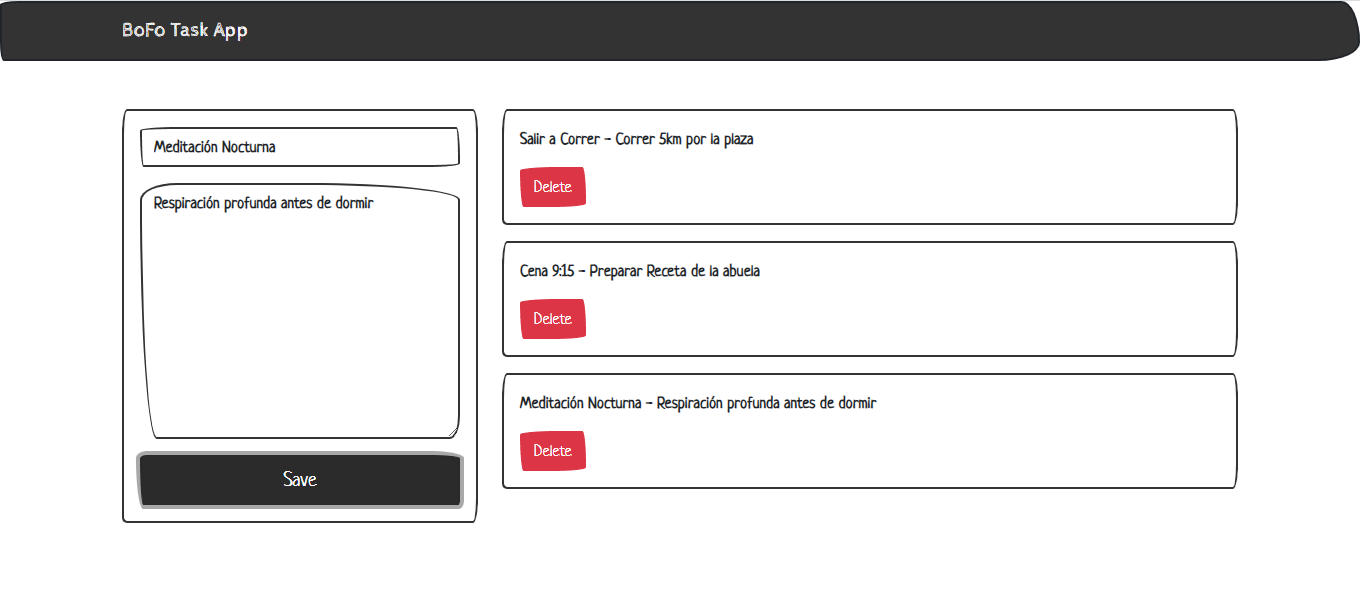 BoFo Task App
Meditación Nocturna
Respiración profunda antes de dormir
Save
Salir a Correr - Correr 5km por la plaza
Delete
Cena 9:15 - Preparar Receta de la abuela
Delete
Meditación Nocturna - Respiración profunda antes de dormir
Delete